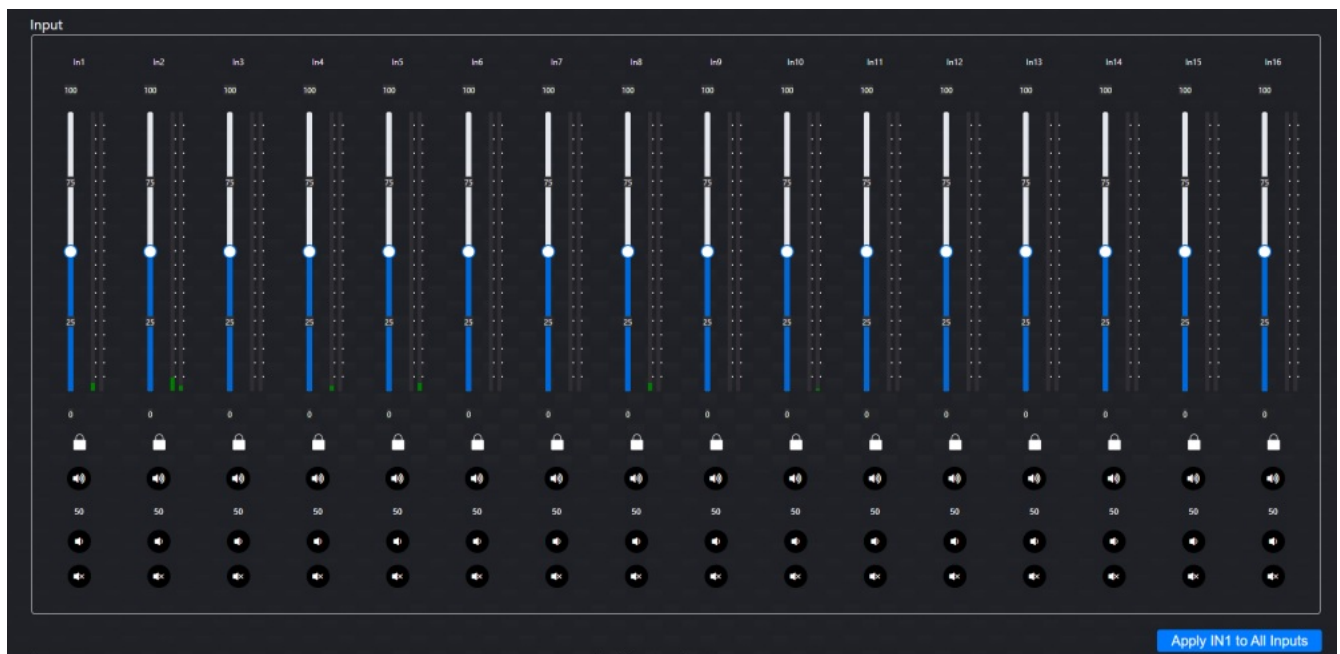 Input
In1 In2 In3 In4 In5 In6 In7 In8 In9 In10 In11 In12 In13 In14 In15 In16
100 100 100 100 100 100 100 100 100 100 100 100 100 100 100 100
75 75 75 75 75 75 75 75 75 75 75 75 75 75 75 75
25 25 25 25 25 25 25 25 25 25 25 25 25 25 25 25
0 0 0 0 0 0 0 0 0 0 0 0 0 0 0 0
50 50 50 50 50 50 50 50 50 50 50 50 50 50 50 50
Apply IN1 to All Inputs